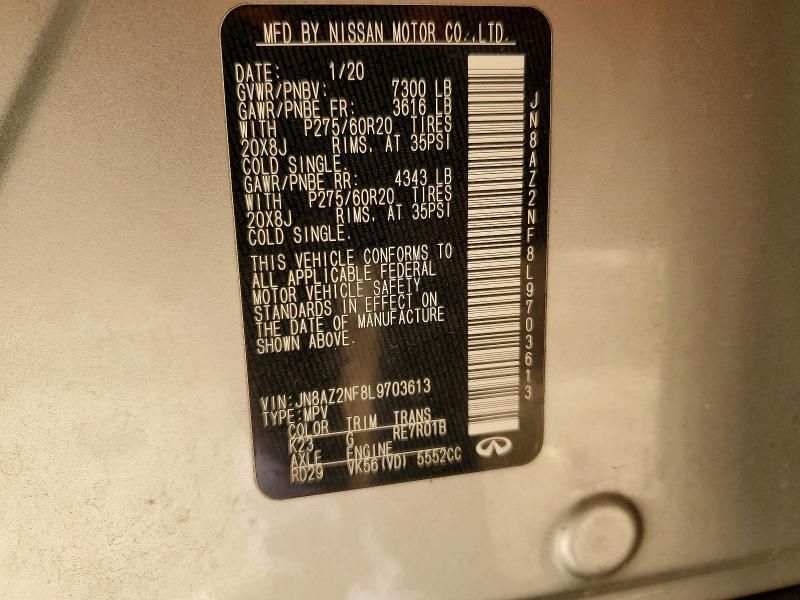 MFD BY NISSAN MOTOR CO.,LTD.
DATE: 1/20
GVWR/PNBV: 7300 LB
GAWR/PNBE FR: 3616 LB
WITH P275/60R20 TIRES
20X8J RIMS. AT 35PSI
COLD SINGLE.
GAWR/PNBE RR: 4343 LB
WITH P275/60R20 TIRES
20X8J RIMS. AT 35PSI
COLD SINGLE.
THIS VEHICLE CONFORMS TO
ALL APPLICABLE FEDERAL
MOTOR VEHICLE SAFETY
STANDARDS IN EFFECT ON
THE DATE OF MANUFACTURE
SHOWN ABOVE.
VIN: JN8AZ2NF8L9703613
TYPE: MPV
COLOR TRIM TRANS
K23 G RE7R01B
AXLE ENGINE
RD29 VK56(VD) 5552CC
JN8AZ2NF8L9703613